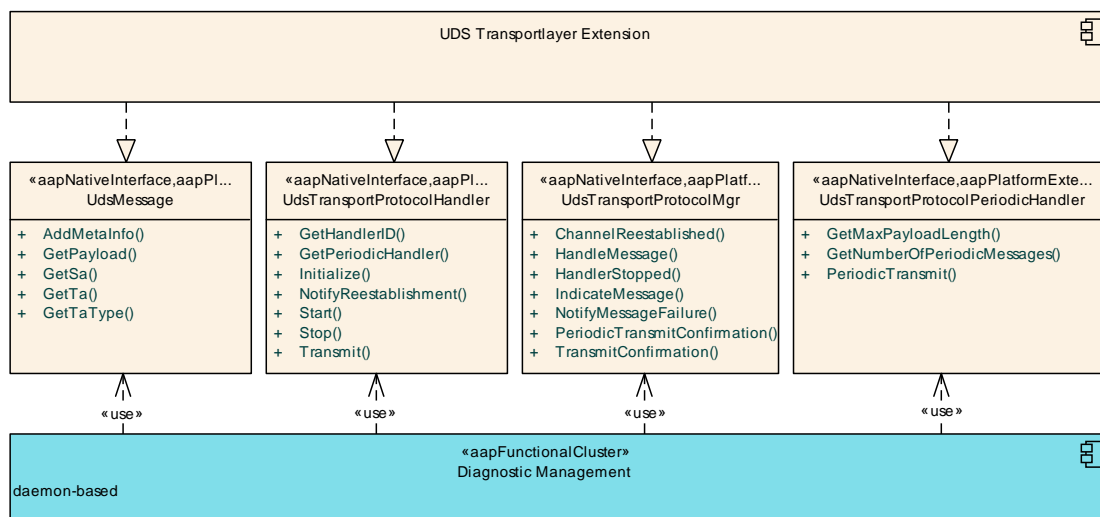 UDS Transportlayer Extension
«aapNativeInterface,aapPl...
UdsMessage
+ AddMetaInfo()
+ GetPayload()
+ GetSa()
+ GetTa()
+ GetTaType()
«aapNativeInterface,aapPl...
UdsTransportProtocolHandler
+ GetHandlerID()
+ GetPeriodicHandler()
+ Initialize()
+ NotifyReestablishment()
+ Start()
+ Stop()
+ Transmit()
«aapNativeInterface,aapPlatf...
UdsTransportProtocolMgr
+ ChannelReestablished()
+ HandleMessage()
+ HandlerStopped()
+ IndicateMessage()
+ NotifyMessageFailure()
+ PeriodicTransmitConfirmation()
+ TransmitConfirmation()
«aapNativeInterface,aapPlatformExte...
UdsTransportProtocolPeriodicHandler
+ GetMaxPayloadLength()
+ GetNumberOfPeriodicMessages()
+ PeriodicTransmit()
«use»
«use»
«use»
«use»
«aapFunctionalCluster»
Diagnostic Management
daemon-based